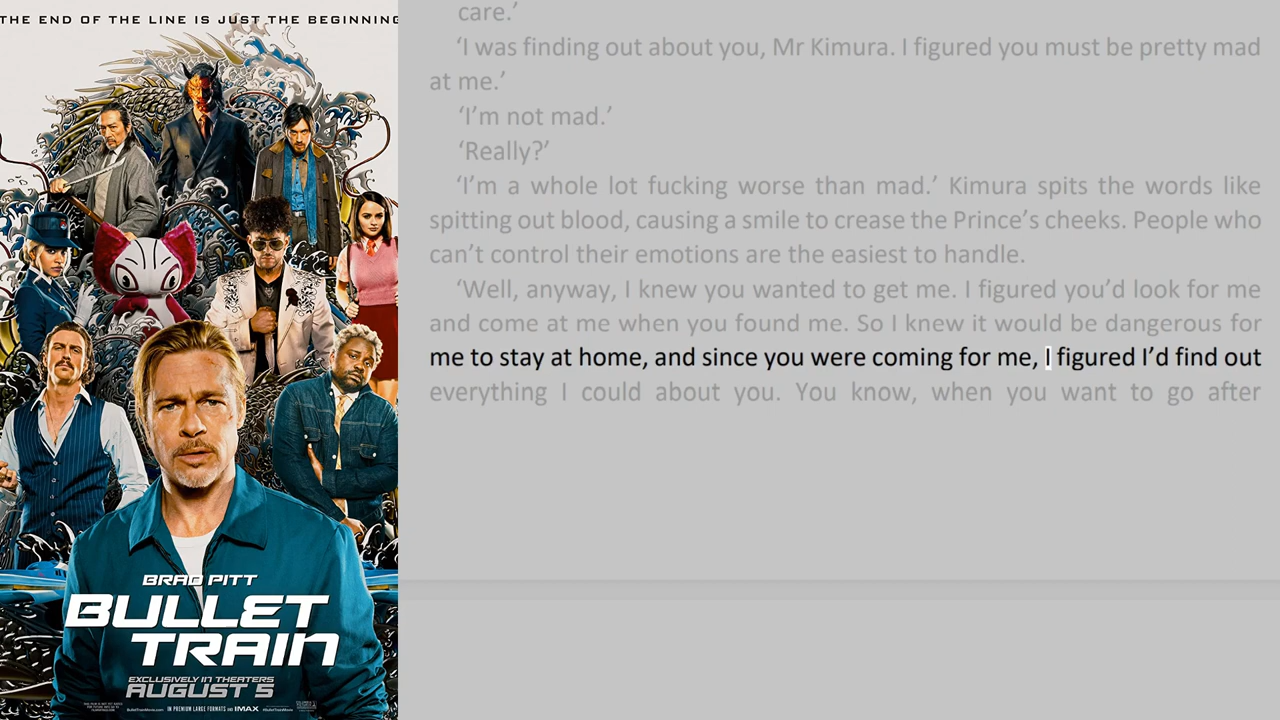 THE END OF THE LINE IS JUST THE BEGINNING
BRAD PITT
BULLET
TRAIN
EXCLUSIVELY IN THEATERS
AUGUST 5
BulletTrainMovie.com
IN PREMIUM LARGE FORMATS AND IMAX
#BulletTrainMovie
care.’
‘I was finding out about you, Mr Kimura. I figured you must be pretty mad
at me.’
‘I’m not mad.’
‘Really?’
‘I’m a whole lot fucking worse than mad.’ Kimura spits the words like
spitting out blood, causing a smile to crease the Prince’s cheeks. People who
can’t control their emotions are the easiest to handle.
‘Well, anyway, I knew you wanted to get me. I figured you’d look for me
and come at me when you found me. So I knew it would be dangerous for
me to stay at home, and since you were coming for me, I figured I’d find out
everything I could about you. You know, when you want to go after